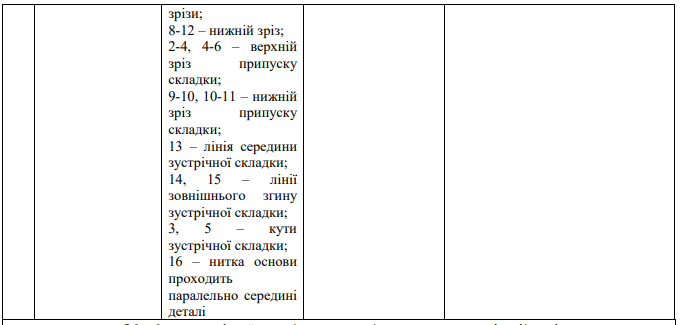 зрізи;
8-12 – нижній зріз;
2-4, 4-6 – верхній
зріз припуску
складки;
9-10, 10-11 – нижній
зріз припуску
складки;
13 – лінія середини
зустрічної складки;
14, 15 – лінії
зовнішнього згину
зустрічної складки;
3, 5 – кути
зустрічної складки;
16 – нитка основи
проходить
паралельно середині
деталі